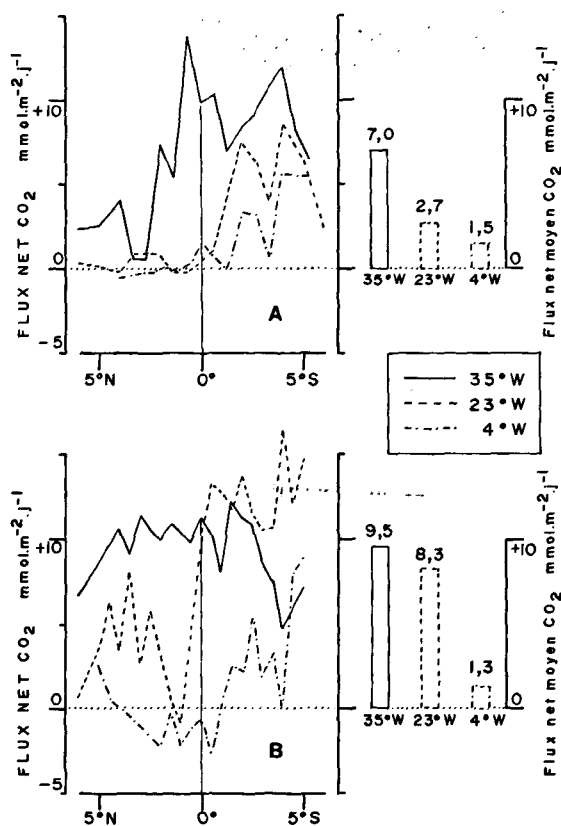 FLUX NET CO2 mmol.m-2.j-1
+10
0
-5
5°N 0° 5°S
A
7,0
2,7
1,5
35°W 23°W 4°W
+10
0
Flux net moyen CO2 mmol.m-2.j-1
35°W
23°W
4°W
FLUX NET CO2 mmol.m-2.j-1
+10
0
-5
5°N 0° 5°S
B
9,5
8,3
1,3
35°W 23°W 4°W
+10
0
Flux net moyen CO2 mmol.m-2.j-1